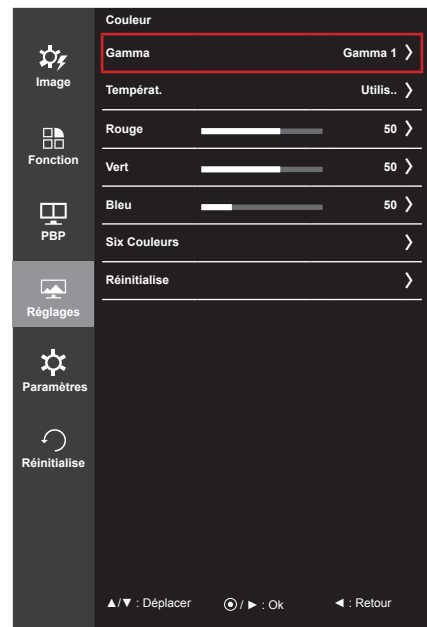 Couleur
Image
Gamma Gamma 1
Températ. Utilis..
Fonction
Rouge 50
Vert 50
PBP
Bleu 50
Six Couleurs
Réglages
Réinitialise
Paramètres
Réinitialise
▲/▼ : Déplacer
/ ► : Ok
◄ : Retour